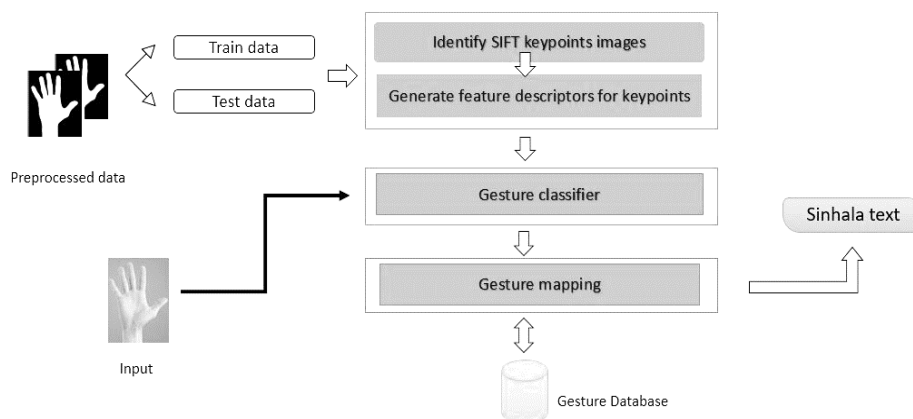 Train data
Test data
Preprocessed data
Identify SIFT keypoints images
Generate feature descriptors for keypoints
Gesture classifier
Gesture mapping
Sinhala text
Input
Gesture Database